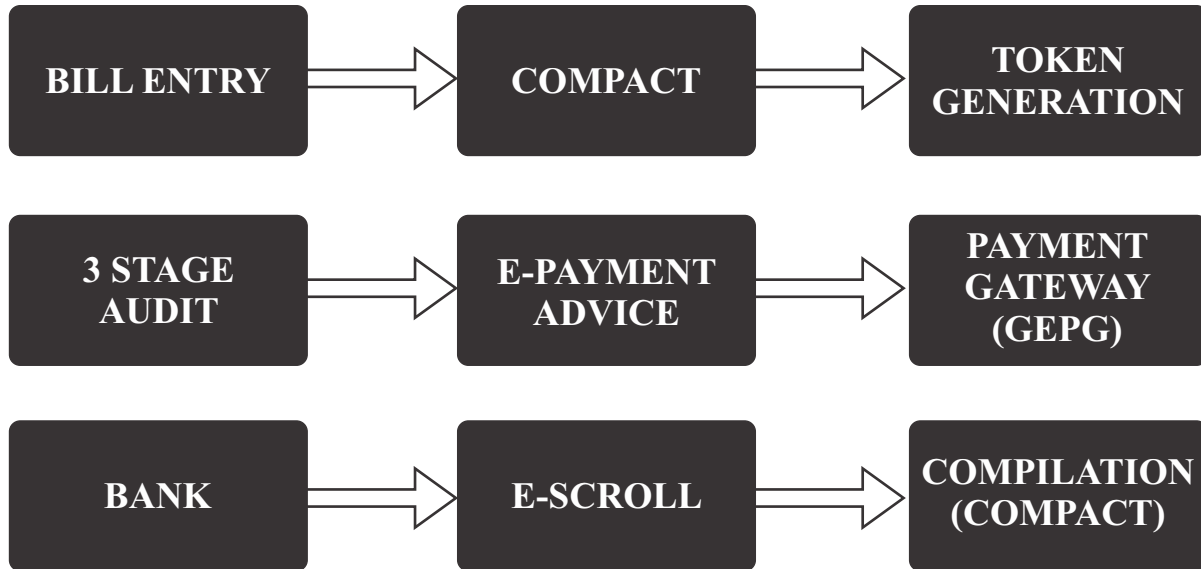 BILL ENTRY
COMPACT
TOKEN
GENERATION
3 STAGE
AUDIT
E-PAYMENT
ADVICE
PAYMENT
GATEWAY
(GEPG)
BANK
E-SCROLL
COMPILATION
(COMPACT)